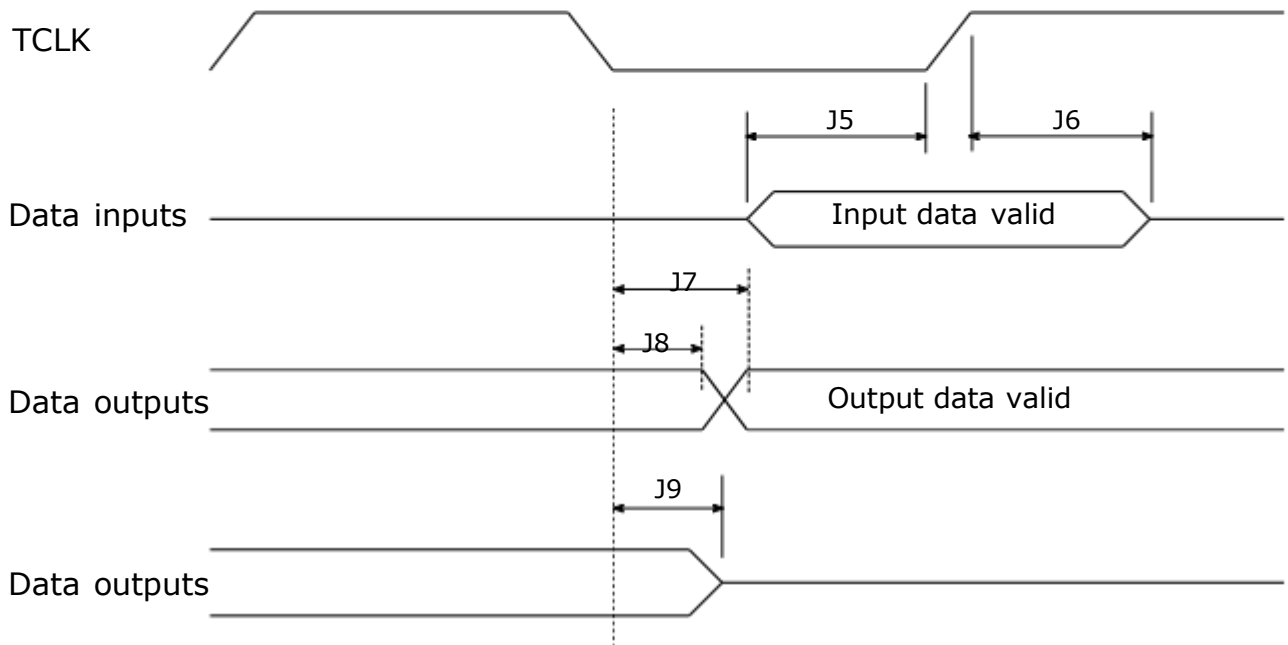 TCLK
J5
J6
Data inputs
Input data valid
J7
J8
Data outputs
Output data valid
J9
Data outputs